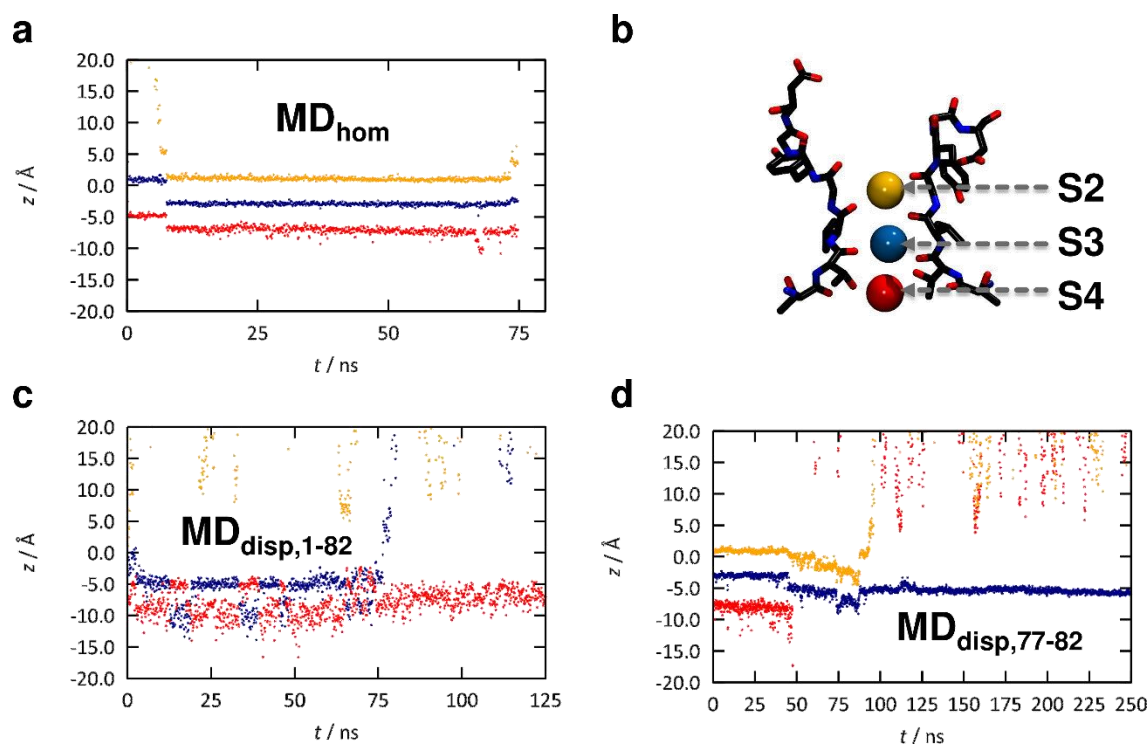 a
20.0
15.0
10.0
5.0
0.0
-5.0
-10.0
-15.0
-20.0
z / Å
MDhom
0 25 50 75
t / ns
b
S2
S3
S4
c
20.0
15.0
10.0
5.0
0.0
-5.0
-10.0
-15.0
-20.0
z / Å
MDdisp,1-82
0 25 50 75 100 125
t / ns
d
20.0
15.0
10.0
5.0
0.0
-5.0
-10.0
-15.0
-20.0
z / Å
MDdisp,77-82
0 25 50 75 100 125 150 175 200 225 250
t / ns